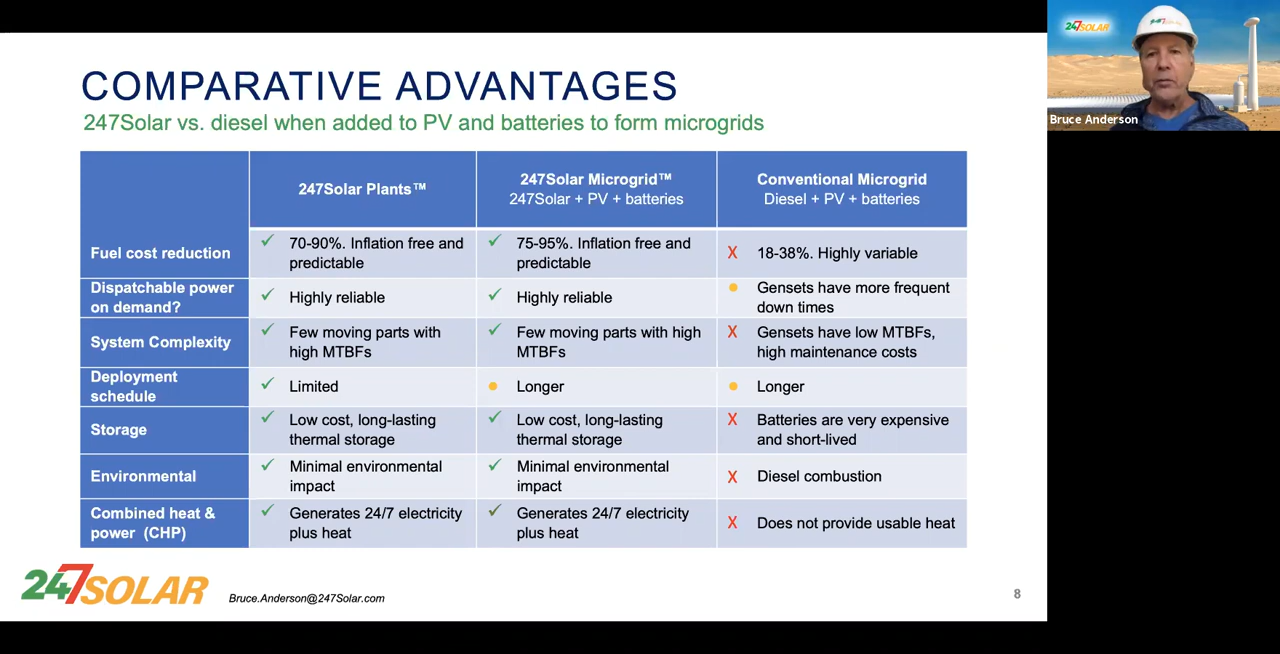 COMPARATIVE ADVANTAGES
247Solar vs. diesel when added to PV and batteries to form microgrids
247Solar Plants™
247Solar Microgrid™
247Solar + PV + batteries
Conventional Microgrid
Diesel + PV + batteries
Fuel cost reduction
✓ 70-90%. Inflation free and
predictable
✓ 75-95%. Inflation free and
predictable
X 18-38%. Highly variable
Dispatchable power
on demand?
✓ Highly reliable
✓ Highly reliable
Gensets have more frequent
down times
System Complexity
✓ Few moving parts with
high MTBFs
✓ Few moving parts with high
MTBFs
X Gensets have low MTBFs,
high maintenance costs
Deployment
schedule
✓ Limited
Longer
Longer
Storage
✓ Low cost, long-lasting
thermal storage
✓ Low cost, long-lasting
thermal storage
X Batteries are very expensive
and short-lived
Environmental
✓ Minimal environmental
impact
✓ Minimal environmental
impact
X Diesel combustion
Combined heat &
power (CHP)
✓ Generates 24/7 electricity
plus heat
✓ Generates 24/7 electricity
plus heat
X Does not provide usable heat
247SOLAR
Bruce.Anderson@247Solar.com
8
247SOLAR
247SOLAR
Bruce Anderson